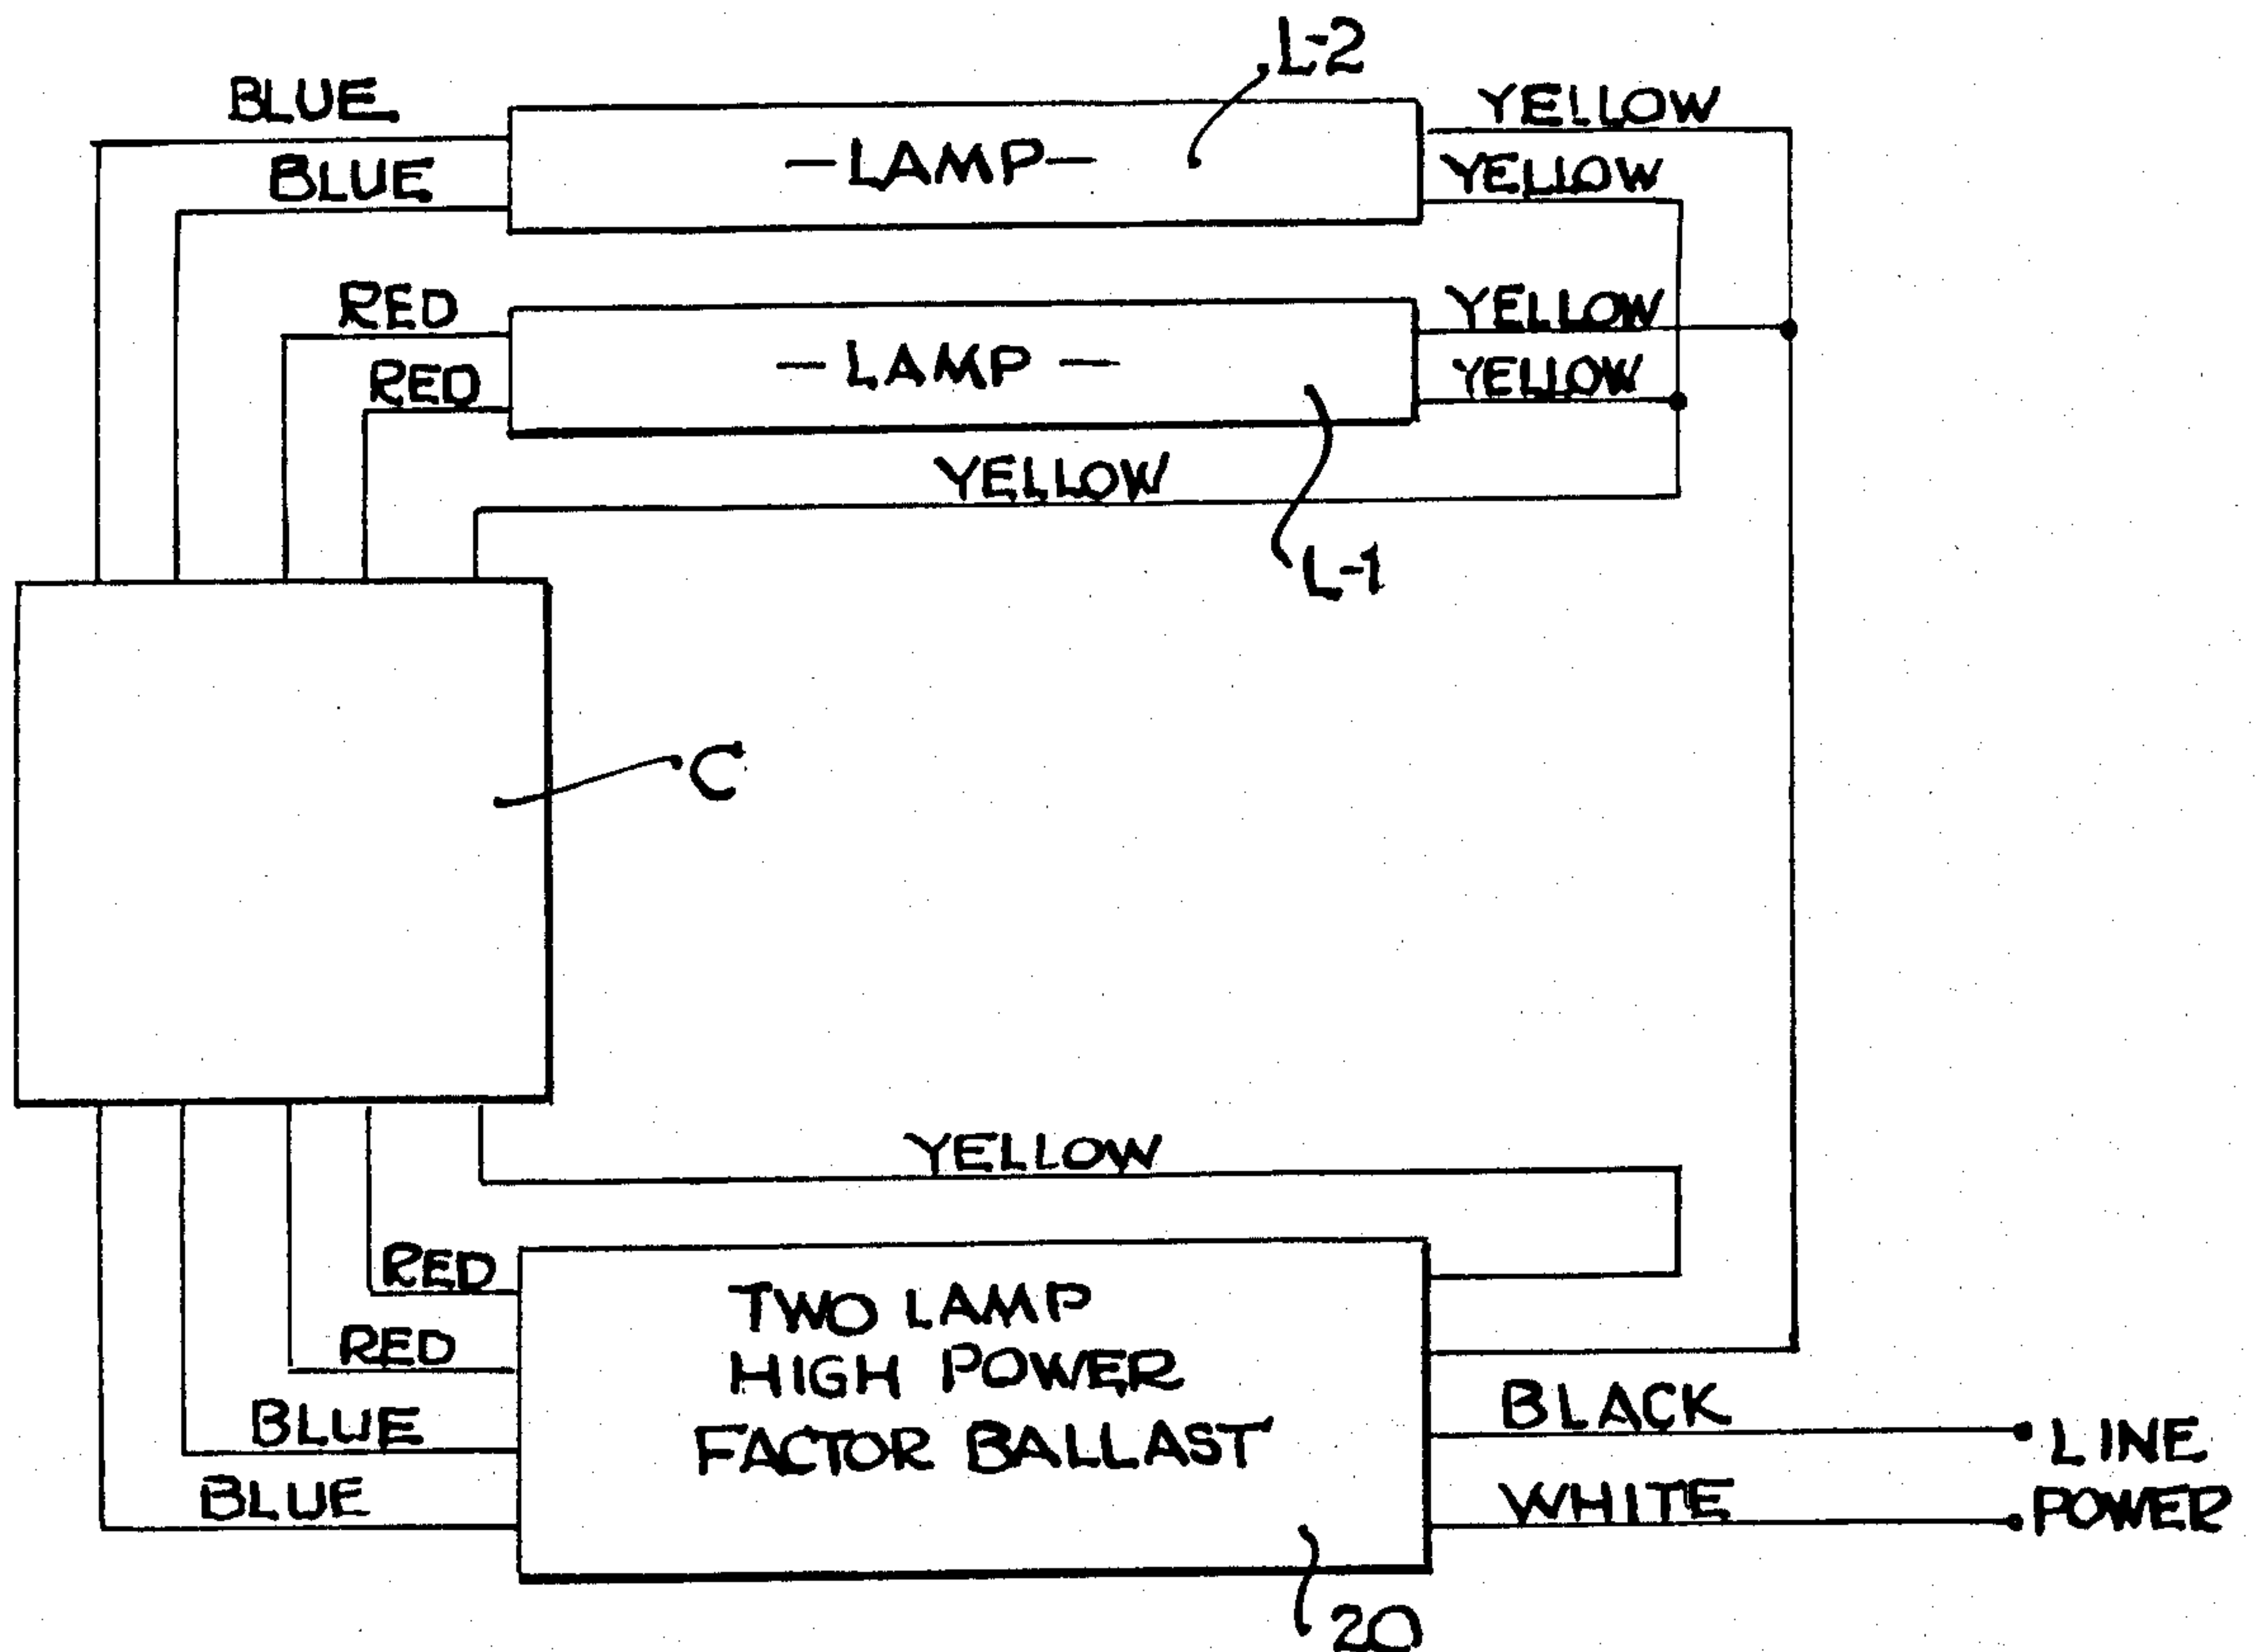 L-2
BLUE
YELLOW
-LAMP-
BLUE
YELLOW
RED
YELLOW
-LAMP-
RED
YELLOW
YELLOW
L-1
C
YELLOW
RED
TWO LAMP
HIGH POWER
FACTOR BALLAST
RED
BLUE
BLUE
BLACK
WHITE
LINE
POWER
20